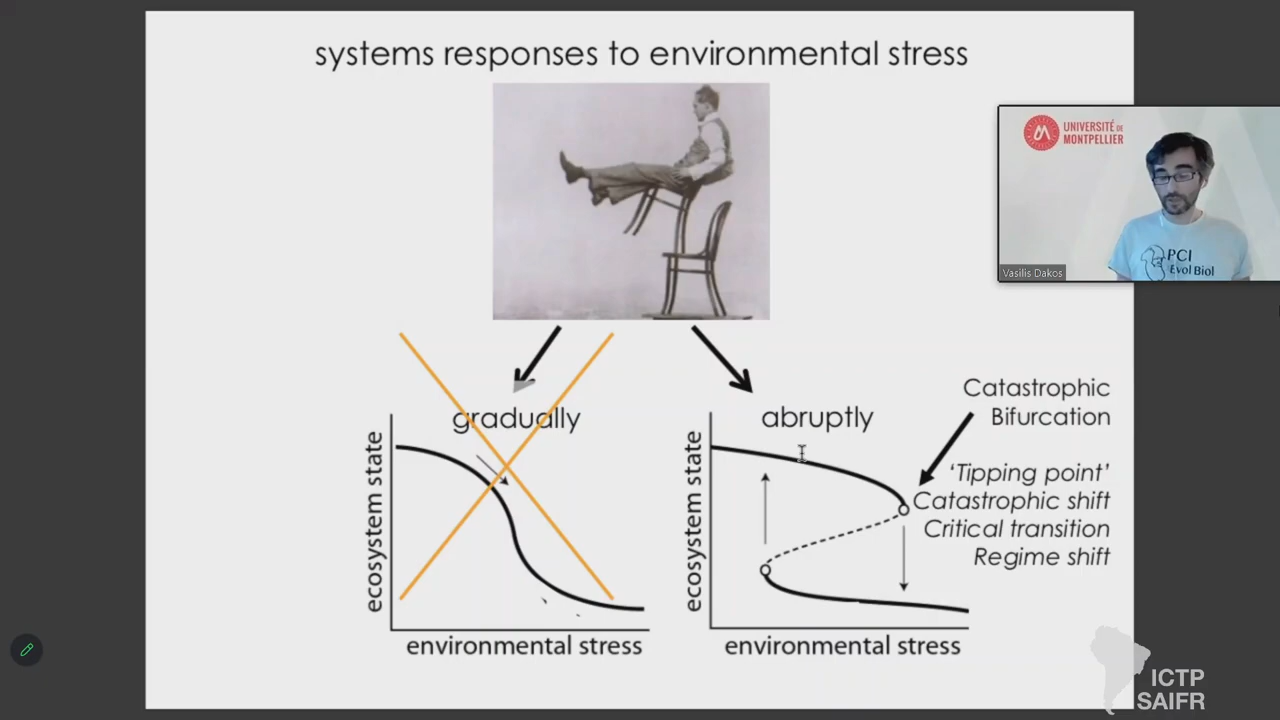 systems responses to environmental stress
UNIVERSITÉ DE
MONTPELLIER
PCI
Evol Biol
Vasilis Dakos
gradually
ecosystem state
environmental stress
abruptly
ecosystem state
environmental stress
Catastrophic
Bifurcation
'Tipping point'
Catastrophic shift
Critical transition
Regime shift
ICTP
SAIFR